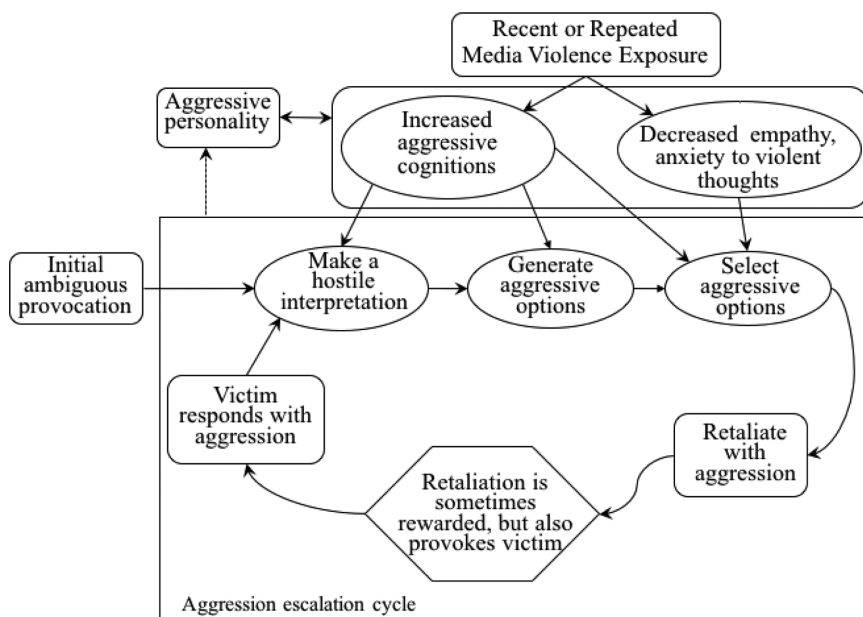 Recent or Repeated
Media Violence Exposure
Aggressive
personality
Increased
aggressive
cognitions
Decreased empathy,
anxiety to violent
thoughts
Initial
ambiguous
provocation
Make a
hostile
interpretation
Generate
aggressive
options
Select
aggressive
options
Victim
responds with
aggression
Retaliation is
sometimes
rewarded, but also
provokes victim
Retaliate
with
aggression
Aggression escalation cycle